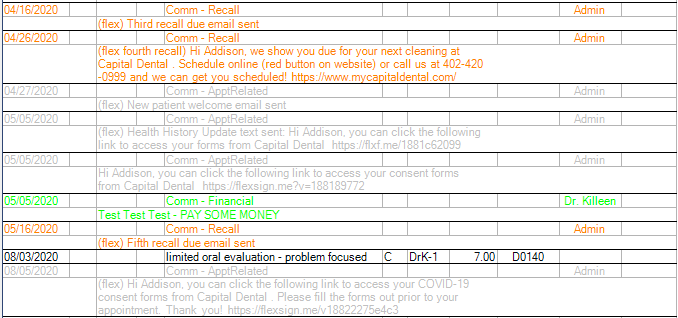 04/16/2020 Comm - Recall Admin
(flex) Third recall due email sent
04/26/2020 Comm - Recall Admin
(flex fourth recall) Hi Addison, we show you due for your next cleaning at
Capital Dental . Schedule online (red button on website) or call us at 402-420
-0999 and we can get you scheduled! https://www.mycapitaldental.com/
04/27/2020 Comm - ApptRelated Admin
(flex) New patient welcome email sent
05/05/2020 Comm - ApptRelated Admin
(flex) Health History Update text sent: Hi Addison, you can click the following
link to access your forms from Capital Dental https://flxf.me/1881c62099
05/05/2020 Comm - ApptRelated Admin
Hi Addison, you can click the following link to access your consent forms
from Capital Dental https://flexsign.me?v=188189772
05/05/2020 Comm - Financial Dr. Killeen
Test Test Test - PAY SOME MONEY
05/16/2020 Comm - Recall Admin
(flex) Fifth recall due email sent
08/03/2020 limited oral evaluation - problem focused C DrK-1 7.00 D0140
08/05/2020 Comm - ApptRelated Admin
(flex) Hi Addison, you can click the following link to access your COVID-19
consent forms from Capital Dental . Please fill the forms out prior to your
appointment. Thank you! https://flexsign.me/v18822275e4c3